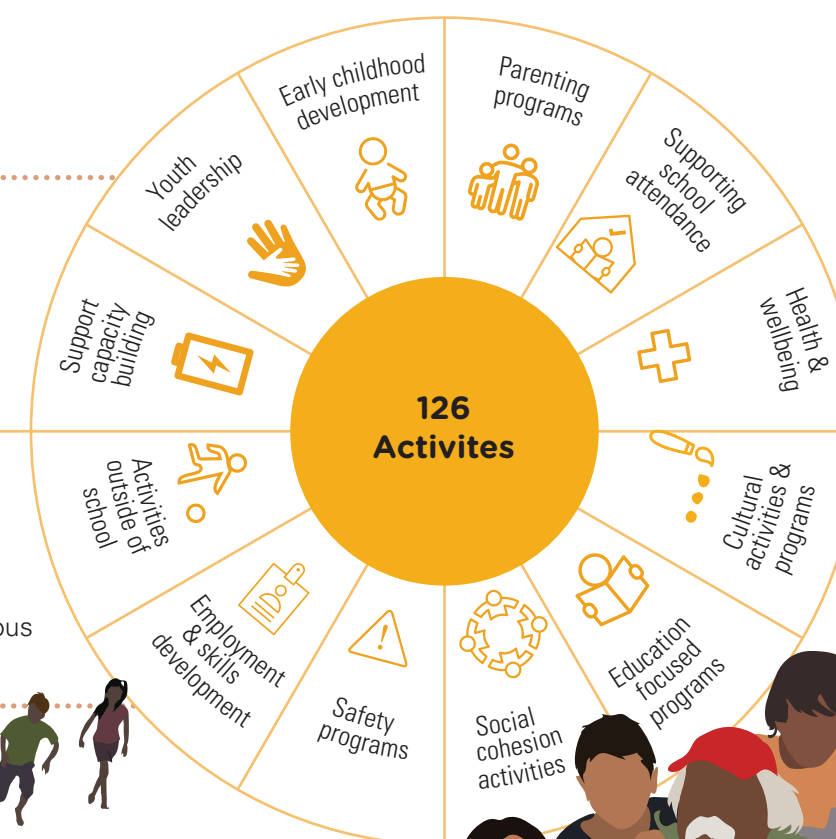 Early childhood
development
Parenting
programs
Supporting
school
attendance
Health &
wellbeing
Cultural
activities &
programs
Education
focused
programs
Social
cohesion
activities
Safety
programs
Employment
& skills
development
Activities
outside of
school
Support
capacity
building
Youth
leadership
126
Activites